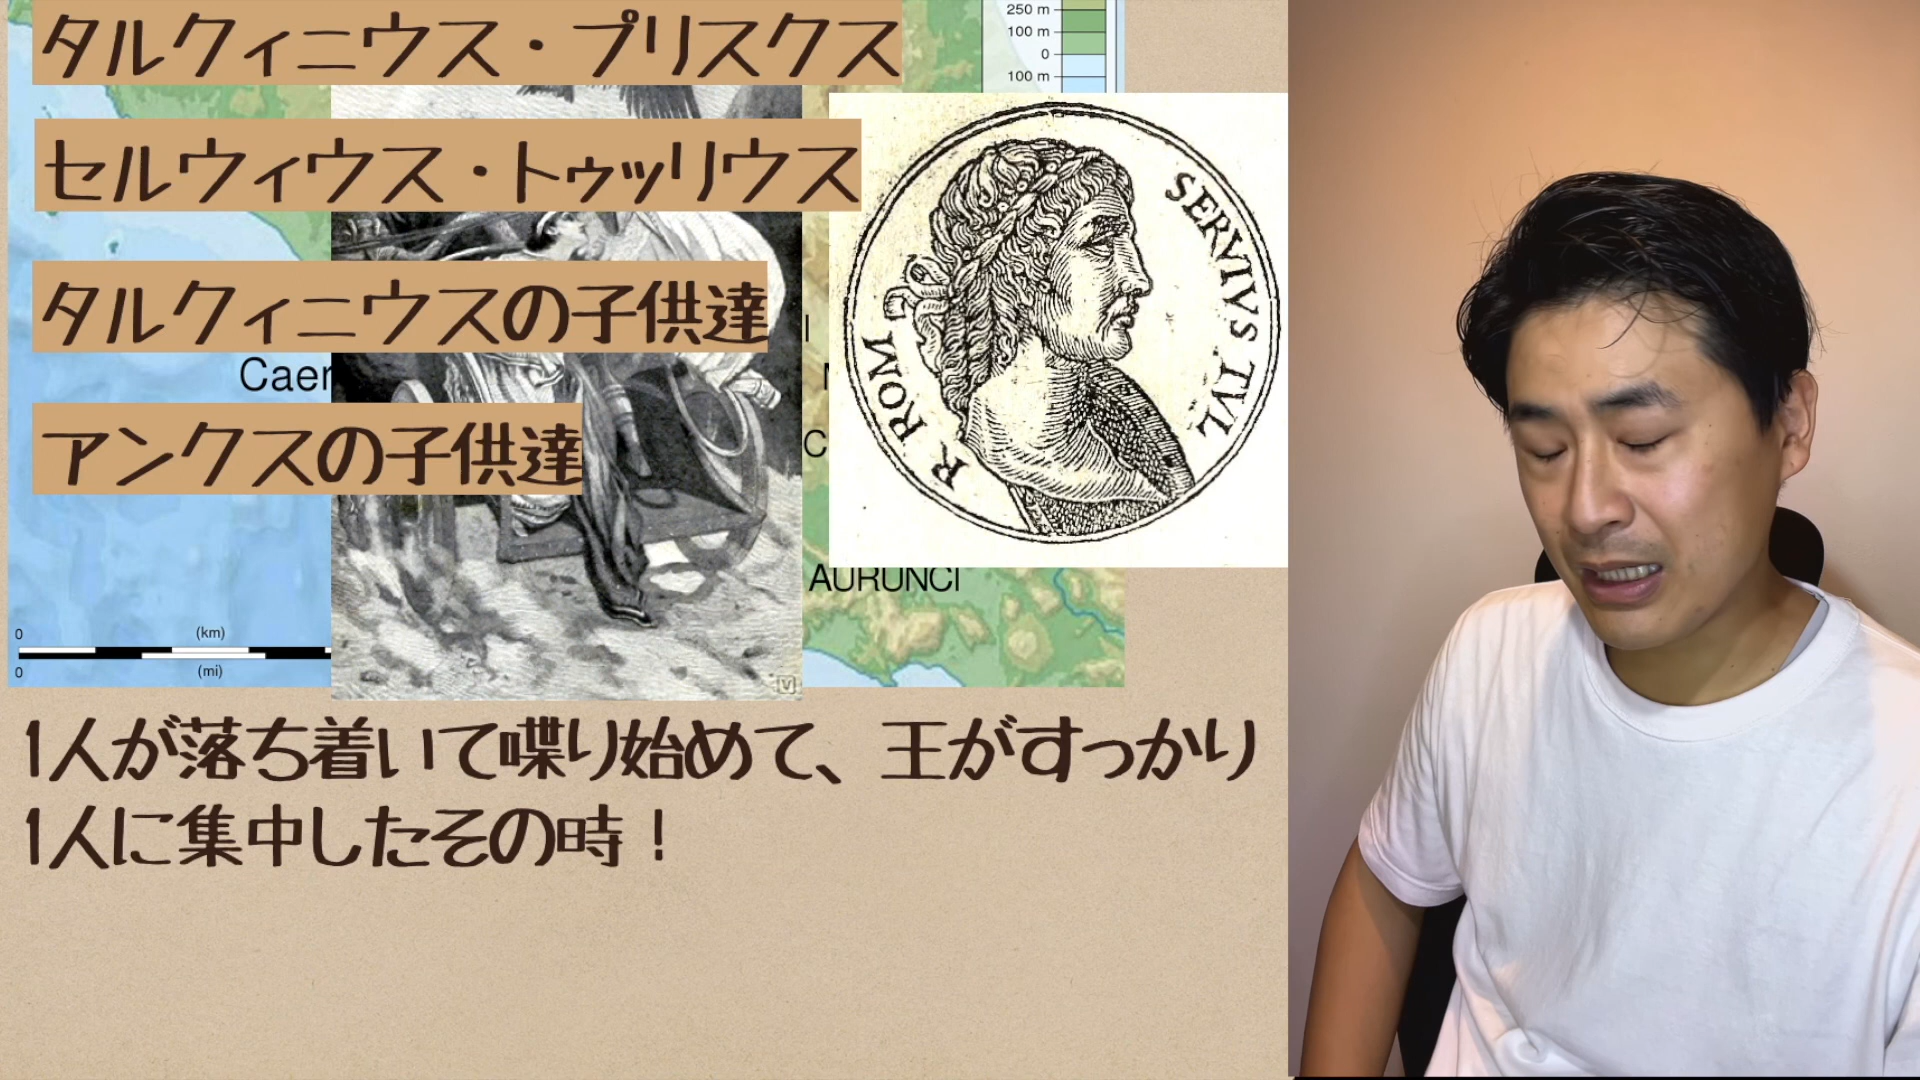 タルクィニウス・プリスクス
セルウィウス・トゥッリウス
タルクィニウスの子供達
アンクスの子供達
250 m
100 m
0
100 m
SERVIVS TVL
R ROM
Caer
C
AURUNCI
0 (km)
0 (mi)
V
1人が落ち着いて喋り始めて、王がすっかり
1人に集中したその時！